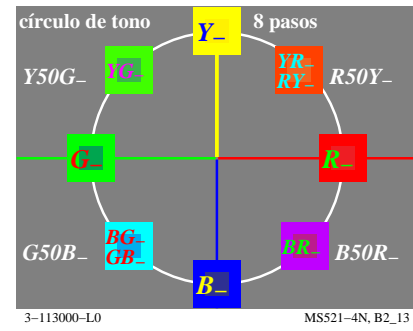 círculo de tono 8 pasos
Y_
YG_
YR_
RY_
Y50G_ R50Y_
G_ R_
G50B_ B50R_
BG_
GB_
BR_
B_
3-113000-L0 MS521-4N, B2_13